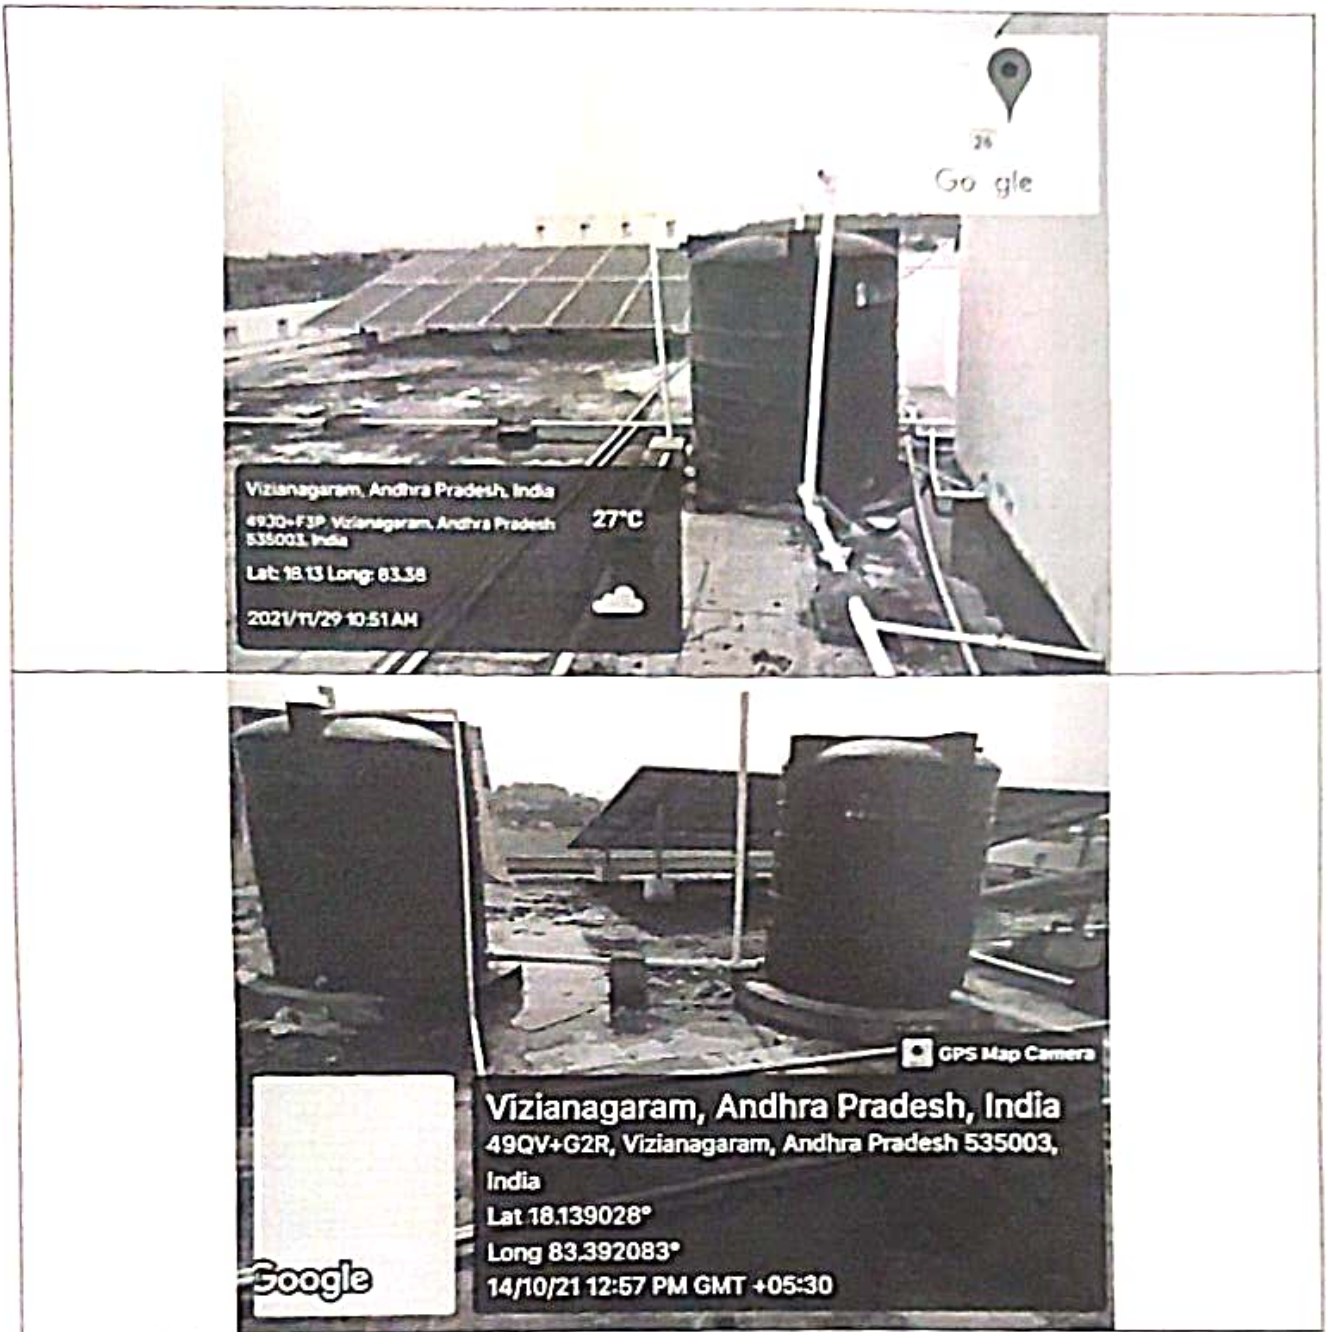 26
Google
Vizianagaram, Andhra Pradesh, India
49JQ+F3P, Vizianagaram, Andhra Pradesh
535003, India
27°C
Lat: 18.13 Long: 83.38
2021/11/29 10:51 AM
GPS Map Camera
Vizianagaram, Andhra Pradesh, India
49QV+G2R, Vizianagaram, Andhra Pradesh 535003,
India
Lat 18.139028°
Long 83.392083°
14/10/21 12:57 PM GMT +05:30
Google